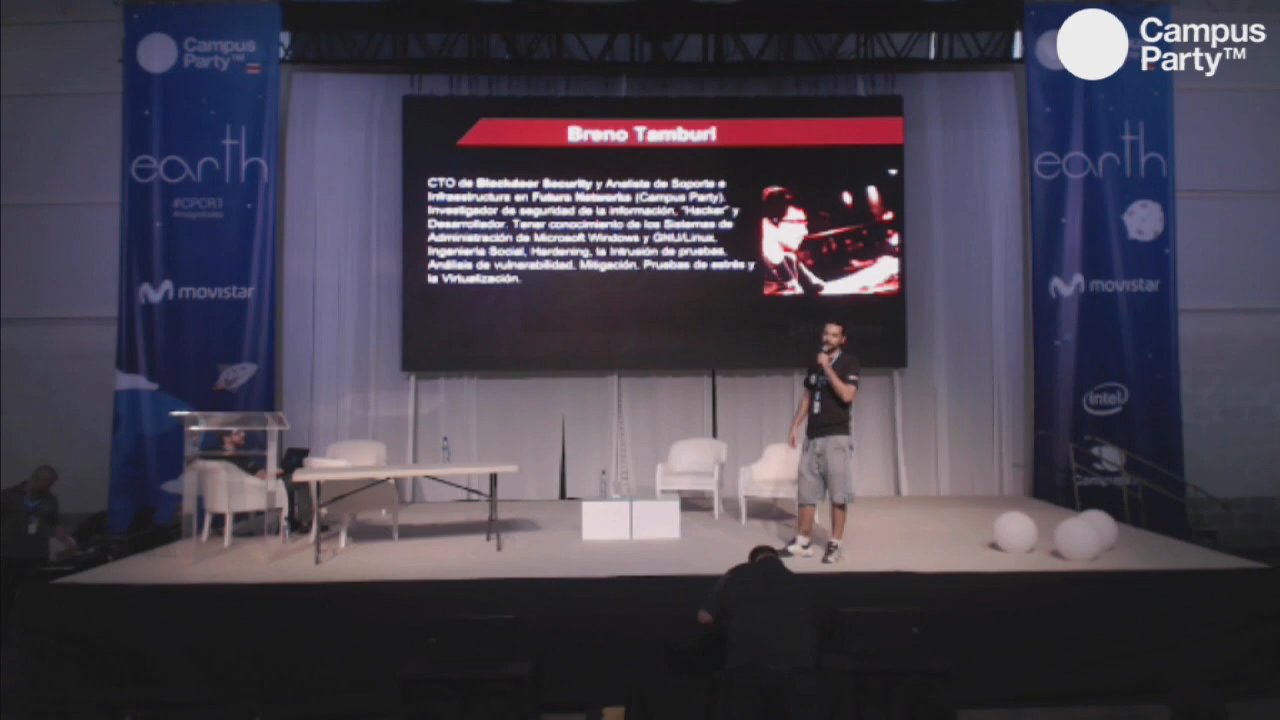 Campus
Party™
Campus
Party™
earth
#CPCR1
movistar
Breno Tamburi
CTO de Blackdoor Security y Analista de Soporte e
Infraestructura en Futura Networks (Campus Party).
Investigador de seguridad de la información, "Hacker" y
Desarrollador. Tener conocimiento de los Sistemas de
Administración de Microsoft Windows y GNU/Linux,
Ingeniería Social, Hardening, la Intrusión de pruebas,
Análisis de vulnerabilidad, Mitigación, Pruebas de estrés y
la Virtualización.
earth
movistar
intel